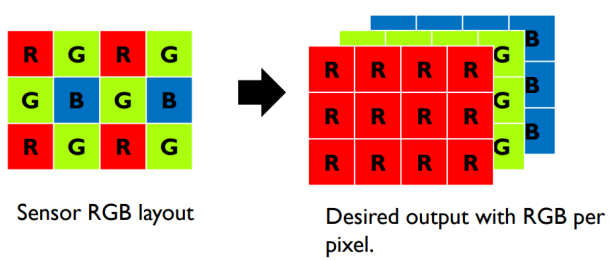 R G R G
G B G B
R G R G
B
B
B
G
G
G
R R R R
R R R R
R R R R
Sensor RGB layout
Desired output with RGB per
pixel.